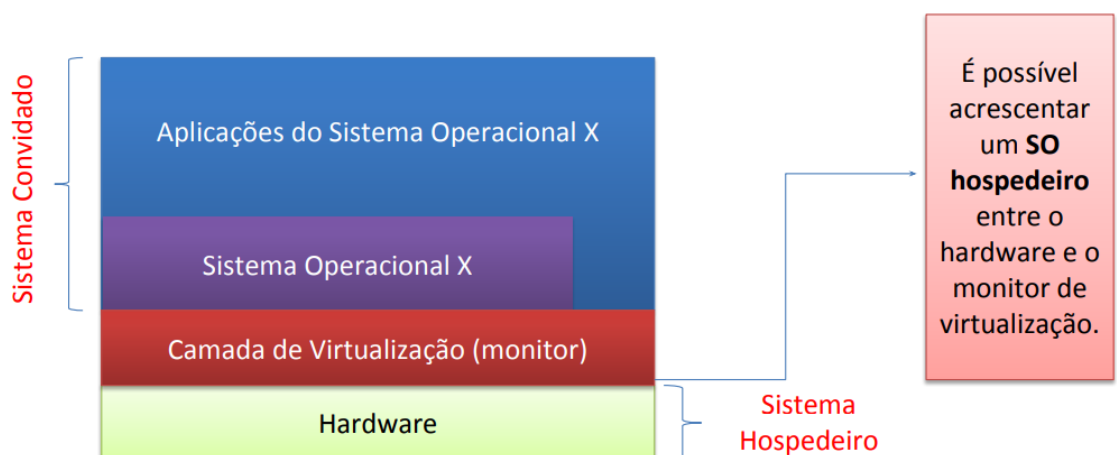 Sistema Convidado
Aplicações do Sistema Operacional X
Sistema Operacional X
Camada de Virtualização (monitor)
Hardware
Sistema
Hospedeiro
É possível
acrescentar
um SO
hospedeiro
entre o
hardware e o
monitor de
virtualização.